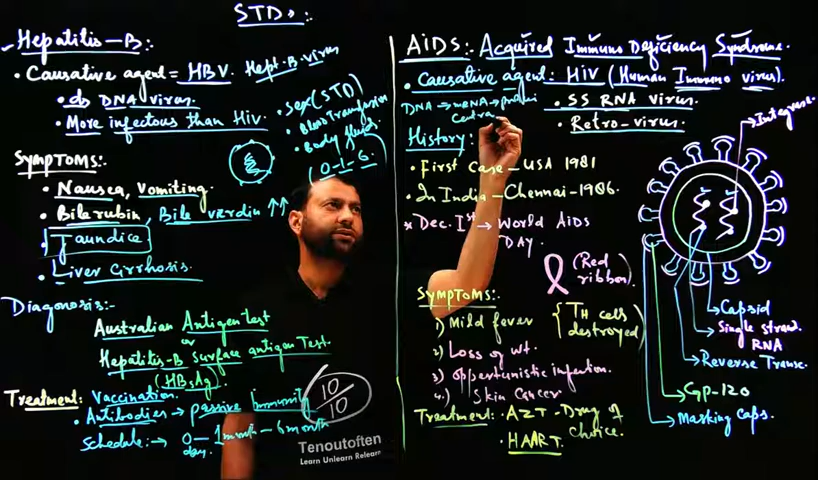 STD :.
Hepatitis-B:
• Causative agent = HBV. Hept.B.virus
• ds DNA virus
• More infectous than HIV
• sex (STD)
• Blood Transfusion
• Body fluids.
(0-1-6)
SYMPTOMS:
• Nausea, Vomiting
• Bilerubin, Bile verdin ↑↑
• Jaundice
• Liver cirrhosis
Diagonosis:-
Australian Antigen test
or
Hepatitis-B surface antigen Test.
(HBsAg).
Treatment: Vaccination.
• Antibodies → passive Immunity
Schedule: → 0 - 1 month - 6 month
day.
10/10
Tenoutoften
Learn Unlearn Relearn
AIDS: Acquired Immuno Deficiency Syndrome.
• Causative agent: HIV (Human Immuno virus).
DNA → mRNA → protein
Centra
• SS RNA virus.
• Retro-virus.
History:
• First case - USA 1981
• In India - Chennai - 1986.
* Dec. Ist → World AIDS
DAY.
(Red
ribbon).
SYMPTOMS:
1) Mild fever
2) Loss of wt.
3) opportunistic infection.
4.) Skin Cancer
{TH cells
destroyed}
Treatment: • AZT - Drug of
choice.
• HAART.
Integrase
Capsid
Single strand.
RNA
Reverse Transc.
Gp-120
Masking caps.